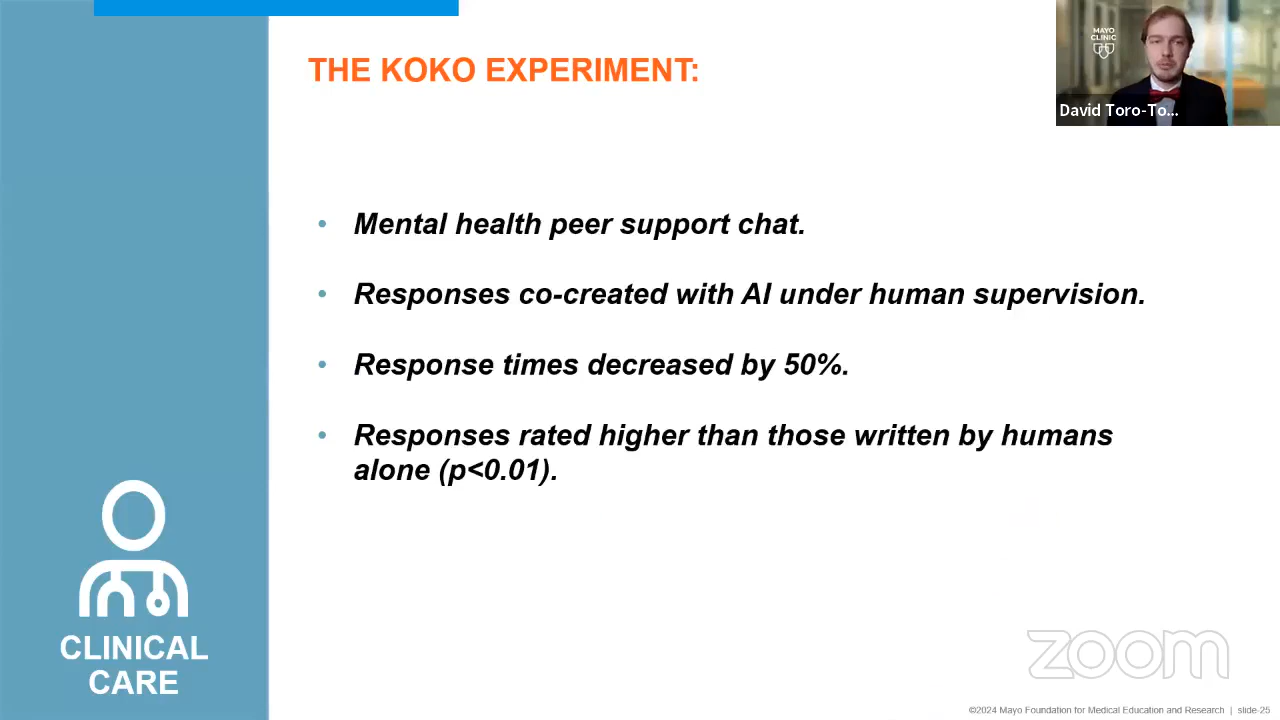 THE KOKO EXPERIMENT:
MAYO
CLINIC
David Toro-To...
• Mental health peer support chat.
• Responses co-created with AI under human supervision.
• Response times decreased by 50%.
• Responses rated higher than those written by humans
alone (p<0.01).
CLINICAL
CARE
zoom
©2024 Mayo Foundation for Medical Education and Research | slide-25